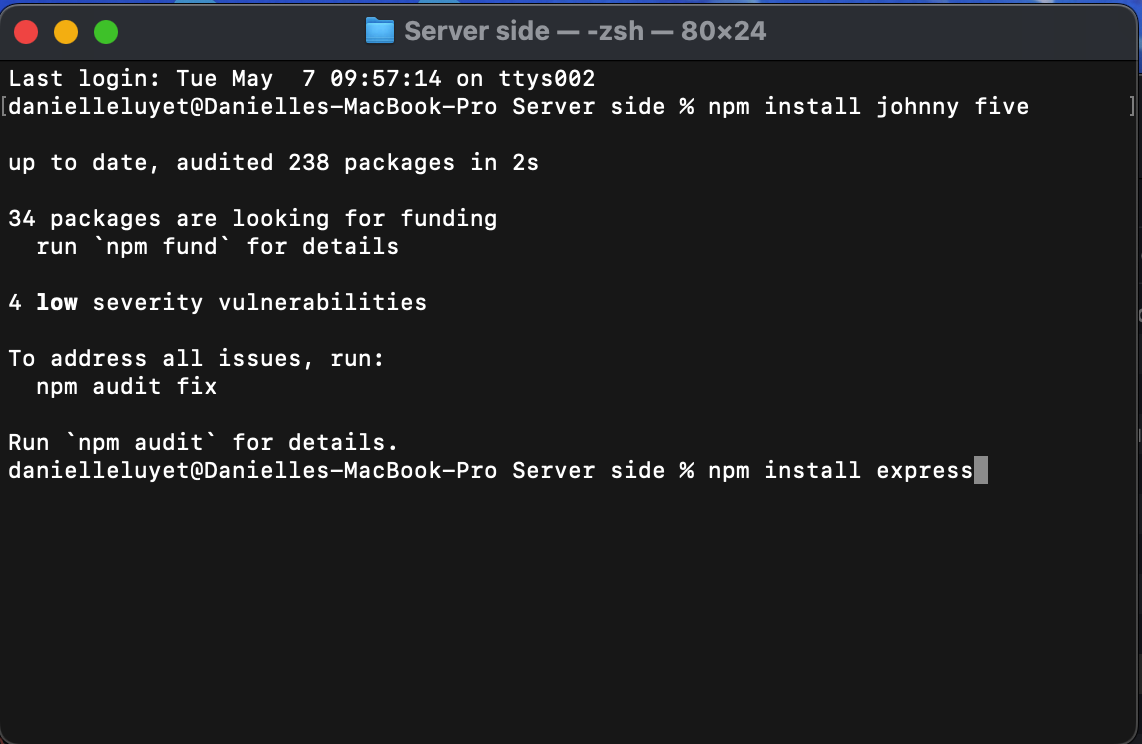 Server side — -zsh — 80×24
Last login: Tue May  7 09:57:14 on ttys002
[danielleluyet@Danielles-MacBook-Pro Server side % npm install johnny five ]
up to date, audited 238 packages in 2s
34 packages are looking for funding
  run `npm fund` for details
4 low severity vulnerabilities
To address all issues, run:
  npm audit fix
Run `npm audit` for details.
danielleluyet@Danielles-MacBook-Pro Server side % npm install express